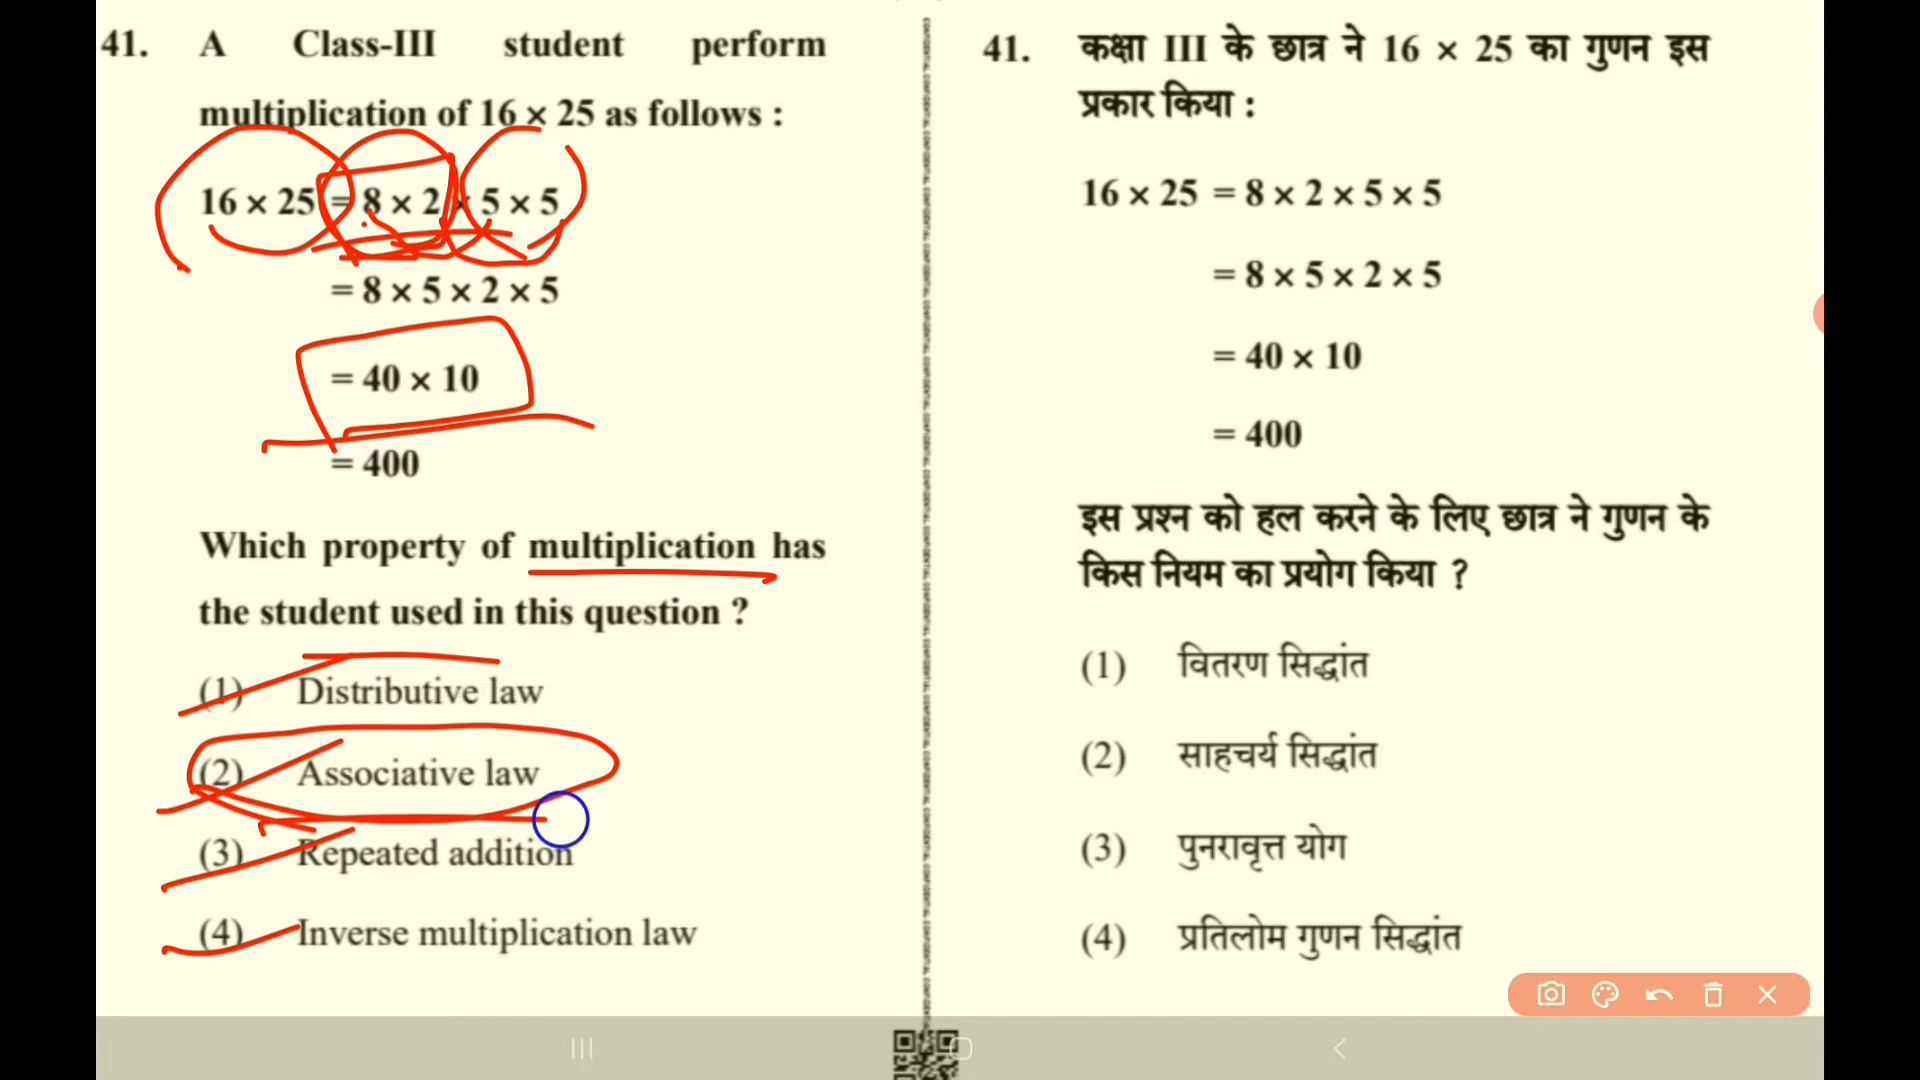 41. A Class-III student perform
multiplication of 16 × 25 as follows :
16 × 25 = 8 × 2 × 5 × 5
= 8 × 5 × 2 × 5
= 40 × 10
= 400
Which property of multiplication has
the student used in this question ?
(1) Distributive law
(2) Associative law
(3) Repeated addition
(4) Inverse multiplication law
41. कक्षा III के छात्र ने 16 × 25 का गुणन इस
प्रकार किया :
16 × 25 = 8 × 2 × 5 × 5
= 8 × 5 × 2 × 5
= 40 × 10
= 400
इस प्रश्न को हल करने के लिए छात्र ने गुणन के
किस नियम का प्रयोग किया ?
(1) वितरण सिद्धांत
(2) साहचर्य सिद्धांत
(3) पुनरावृत्त योग
(4) प्रतिलोम गुणन सिद्धांत